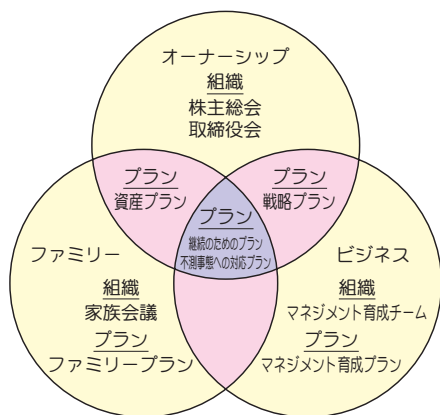 オーナーシップ
組織
株主総会
取締役会
プラン
資産プラン
プラン
戦略プラン
プラン
継続のためのプラン
不測事態への対応プラン
ファミリー
組織
家族会議
プラン
ファミリープラン
ビジネス
組織
マネジメント育成チーム
プラン
マネジメント育成プラン